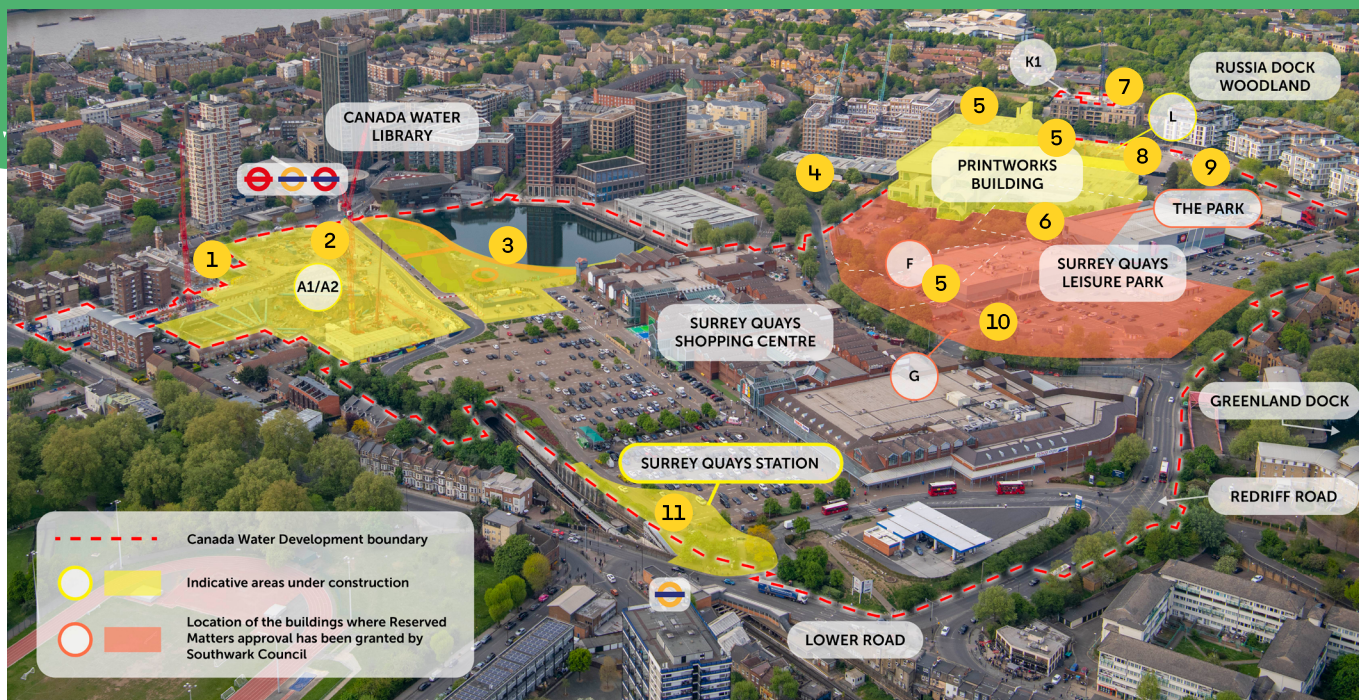 K1
7
RUSSIA DOCK
WOODLAND
CANADA WATER
LIBRARY
5
L
5
8
9
4
PRINTWORKS
BUILDING
THE PARK
6
1
2
3
A1/A2
F
5
SURREY QUAYS
LEISURE PARK
10
SURREY QUAYS
SHOPPING CENTRE
G
GREENLAND DOCK
SURREY QUAYS STATION
REDRIFF ROAD
11
LOWER ROAD
Canada Water Development boundary
Indicative areas under construction
Location of the buildings where Reserved
Matters approval has been granted by
Southwark Council